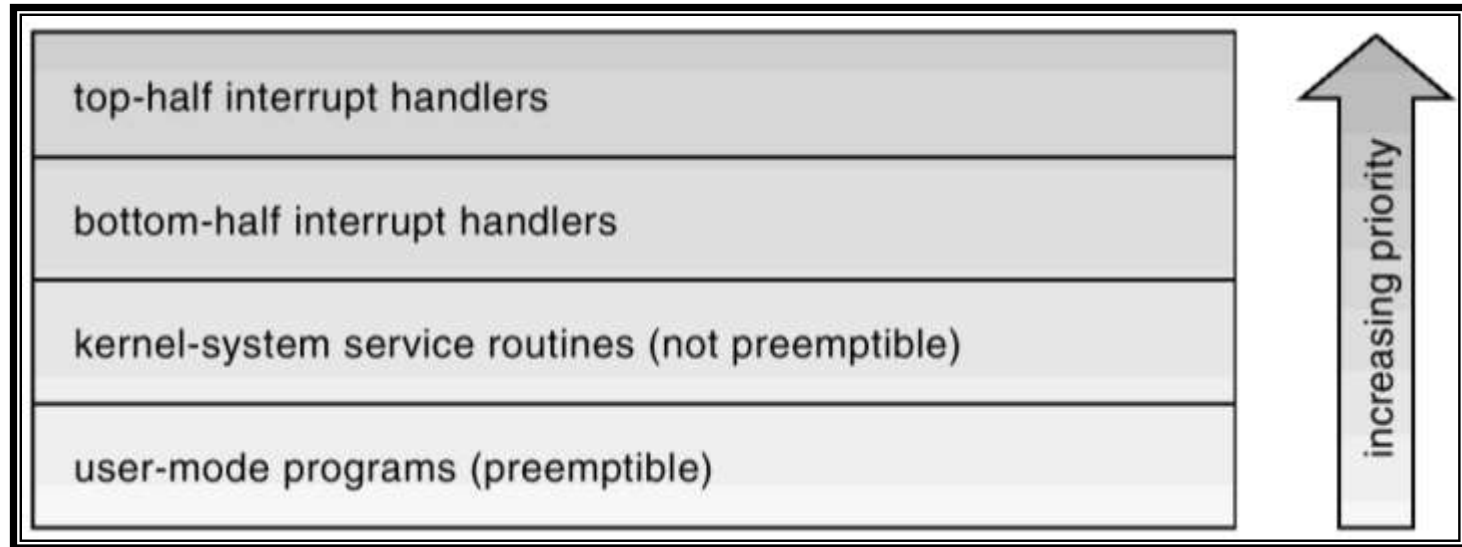 top-half interrupt handlers
bottom-half interrupt handlers
kernel-system service routines (not preemptible)
user-mode programs (preemptible)
increasing priority